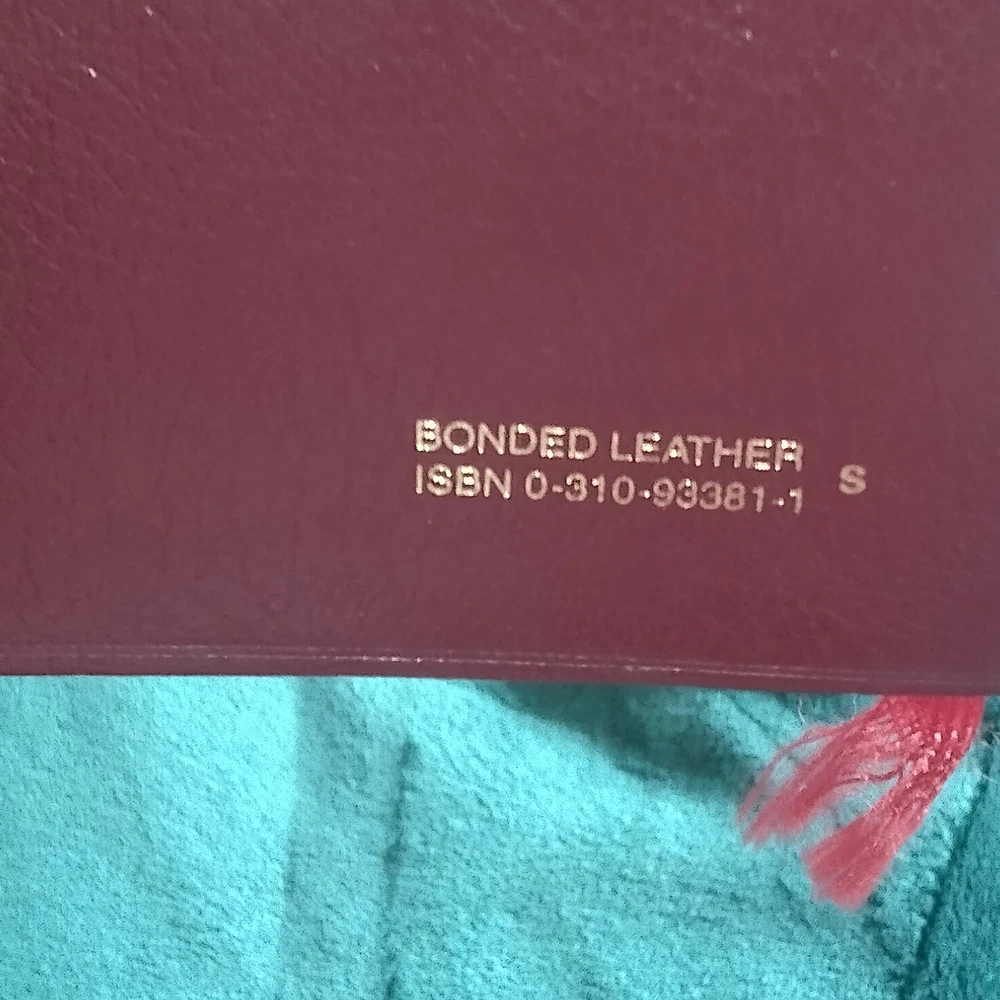 BONDED LEATHER
ISBN 0-310-93381-1
S